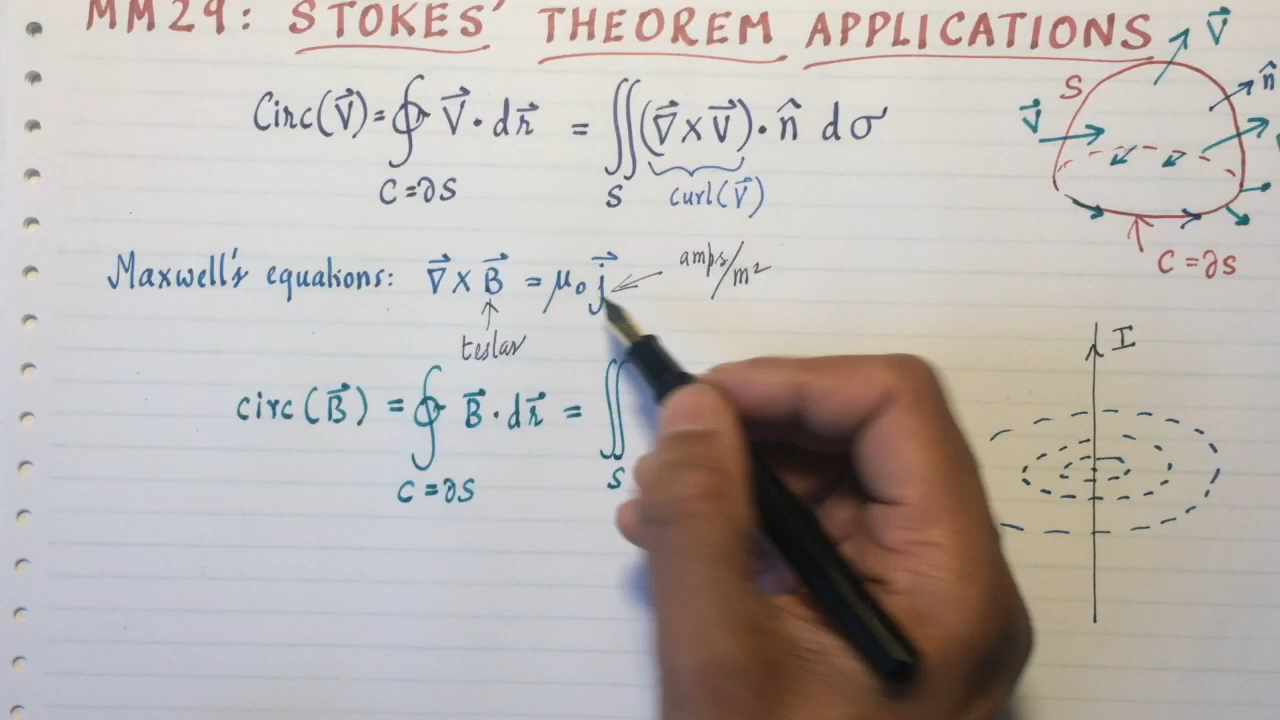 MM29: STOKES' THEOREM APPLICATIONS
Circ(V⃗) = ∮ V⃗ · dr⃗ = ∬ (∇⃗ × V⃗) · n̂ dσ
C = ∂S S curl(V⃗)
V⃗
S
n̂
V⃗
C = ∂S
Maxwell's equations: ∇⃗ × B⃗ = μ₀ j⃗
amps/m²
teslas
circ(B⃗) = ∮ B⃗ · dr⃗ = ∬
C = ∂S S
I